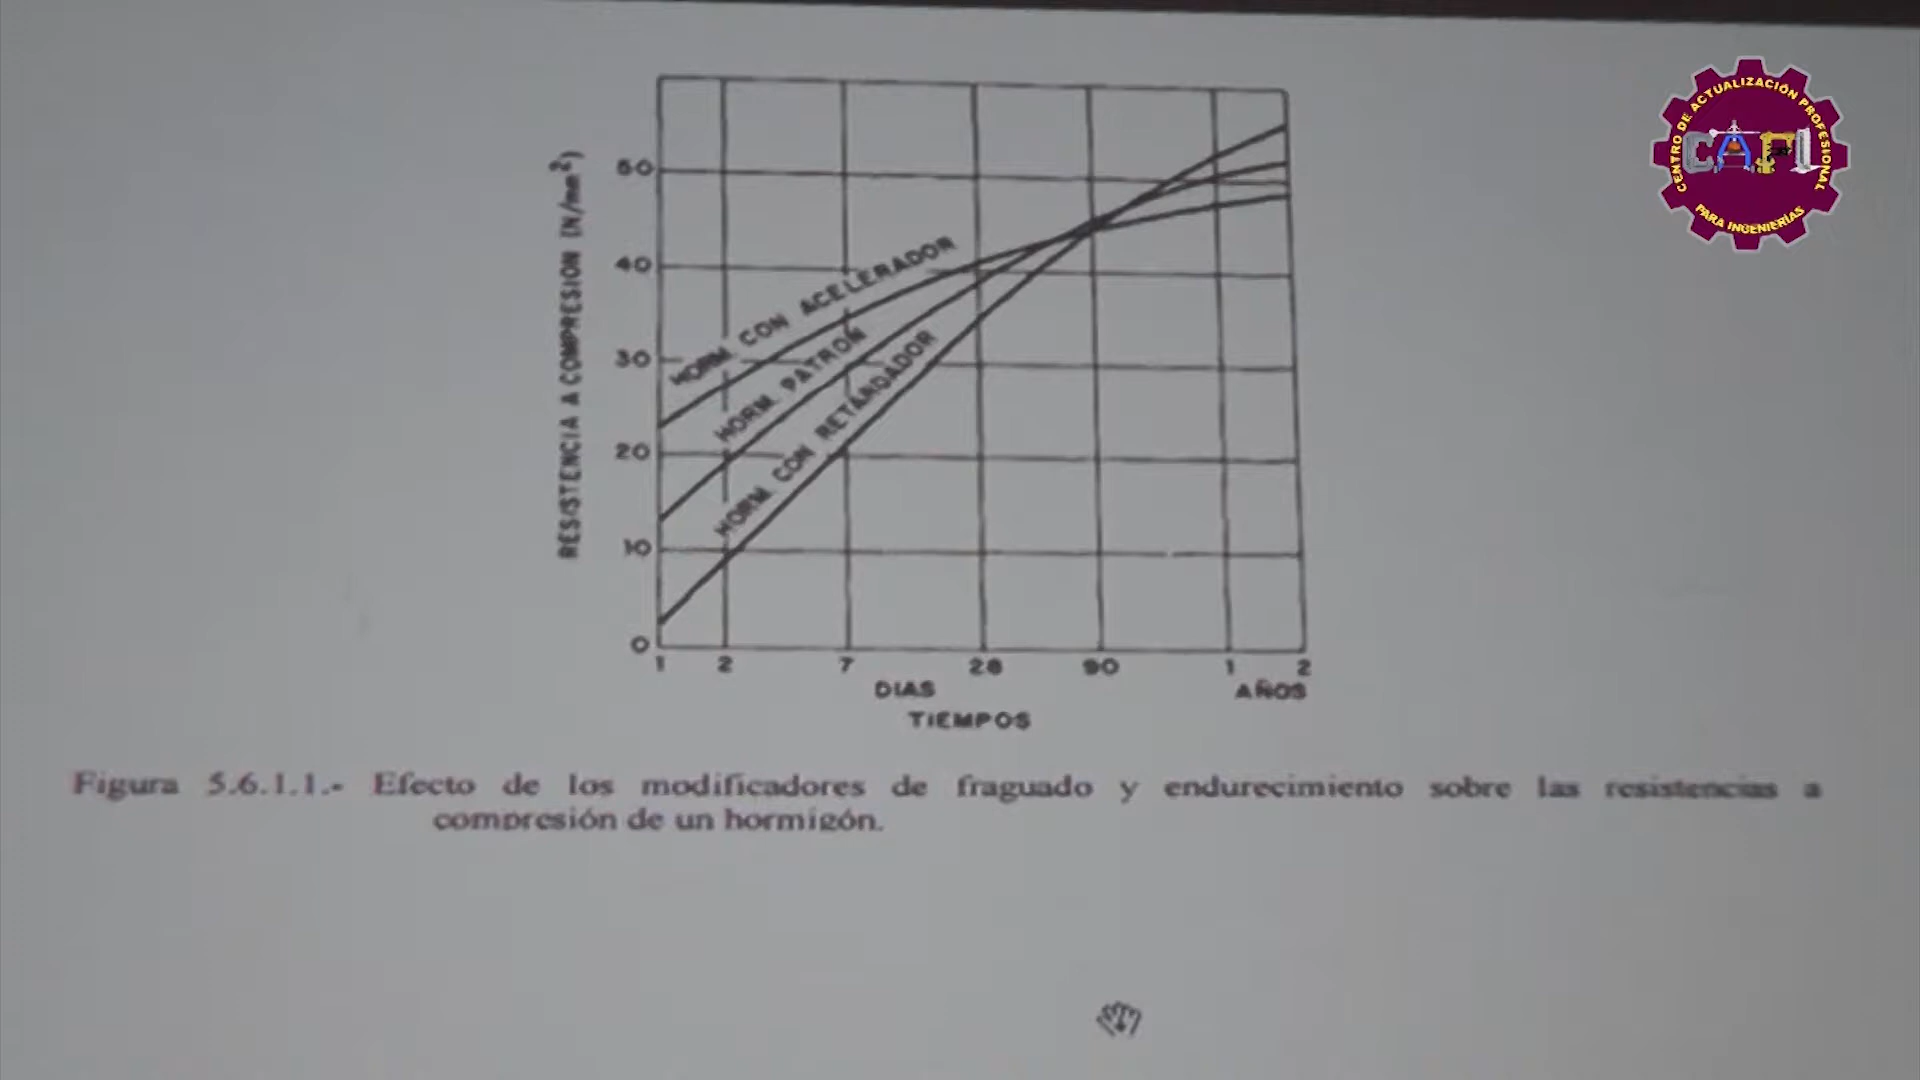 RESISTENCIA A COMPRESION (N/mm²)
50
40
30
20
10
0
HORM. CON ACELERADOR
HORM. PATRON
HORM. CON RETARDADOR
1 2 7 28 90 1 2
DIAS AÑOS
TIEMPOS
Figura 5.6.1.1.- Efecto de los modificadores de fraguado y endurecimiento sobre las resistencias a
compresión de un hormigón.
CENTRO DE ACTUALIZACIÓN PROFESIONAL
CAPI
PARA INGENIERÍAS